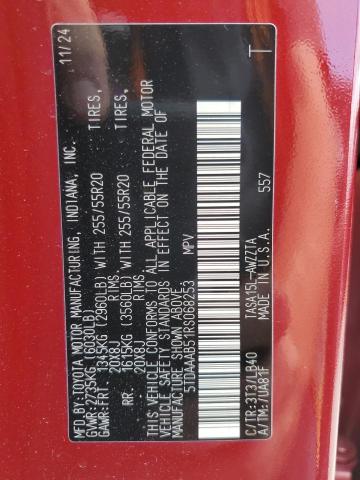 MFD.BY:TOYOTA MOTOR MANUFACTURING, INDIANA, INC. 11/24
GVWR:2735KG(6030LB)
GAWR:FRT. 1345KG(2960LB) WITH 255/55R20 TIRES,
20X8J RIMS,
RR. 1615KG(3560LB) WITH 255/55R20 TIRES,
20X8J RIMS,
THIS VEHICLE CONFORMS TO ALL APPLICABLE FEDERAL MOTOR
VEHICLE SAFETY STANDARDS IN EFFECT ON THE DATE OF
MANUFACTURE SHOWN ABOVE.
5TDAAAB51RS068253 MPV
T
C/TR:3T3/LB40 TASA15L-AWZZTA 557
A/TM:/UA81F MADE IN U.S.A.